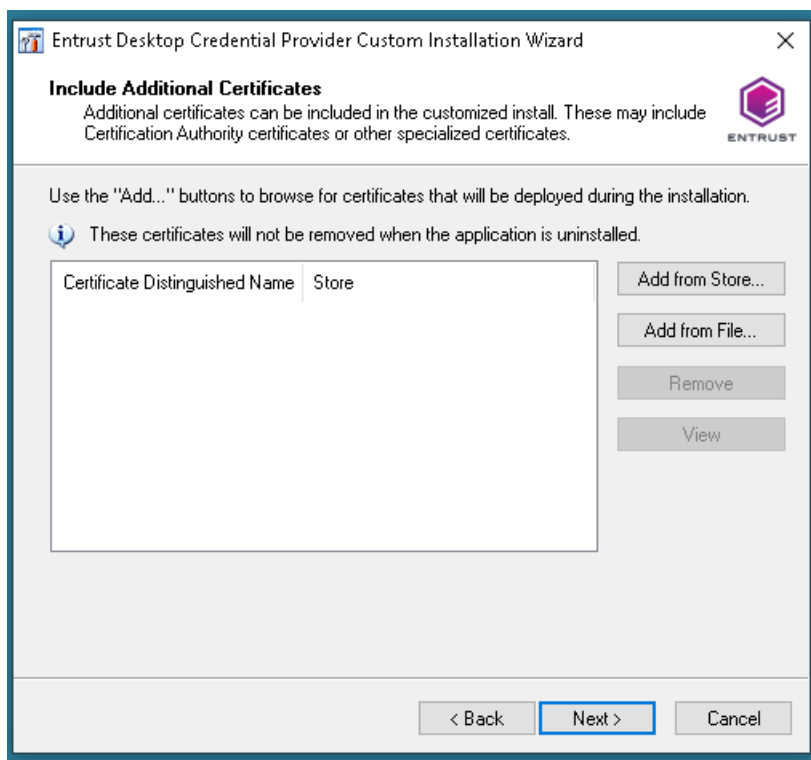 Entrust Desktop Credential Provider Custom Installation Wizard
Include Additional Certificates
Additional certificates can be included in the customized install. These may include
Certification Authority certificates or other specialized certificates.
ENTRUST
Use the "Add..." buttons to browse for certificates that will be deployed during the installation.
These certificates will not be removed when the application is uninstalled.
Certificate Distinguished Name Store
Add from Store...
Add from File...
Remove
View
< Back Next > Cancel